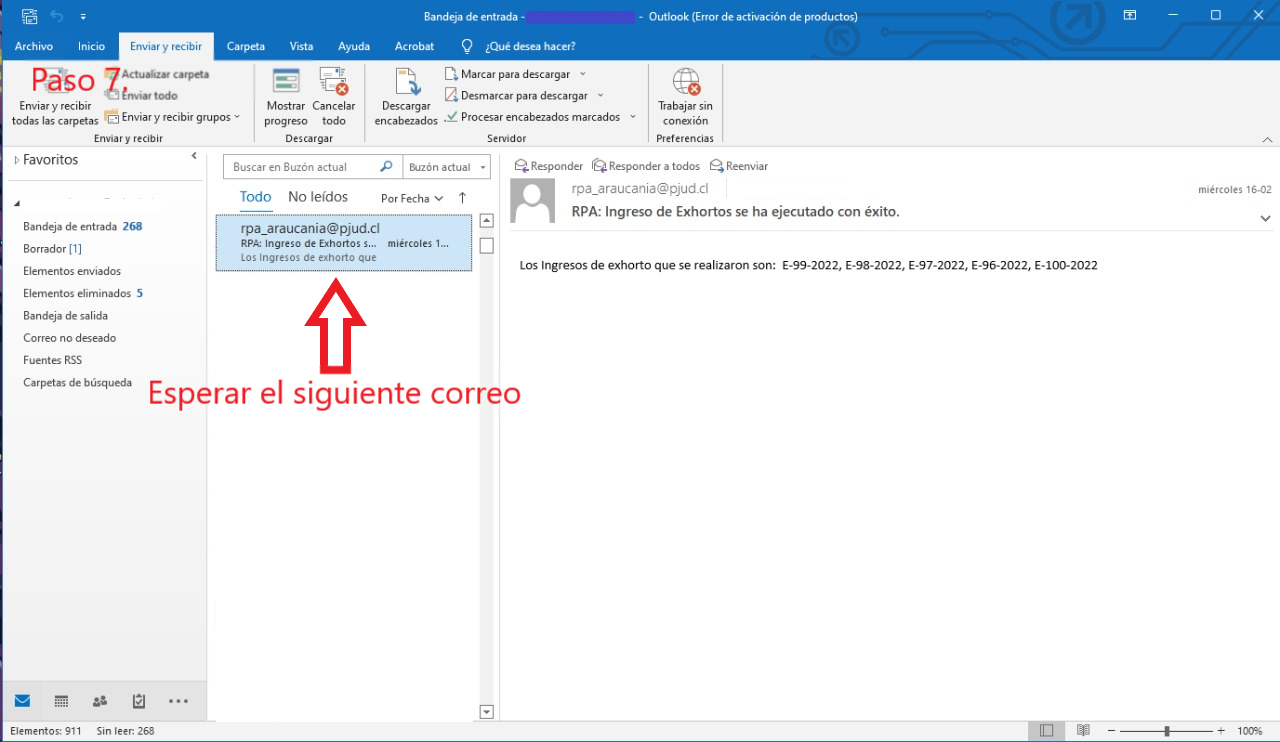 Bandeja de entrada - - Outlook (Error de activación de productos)
Archivo Inicio Enviar y recibir Carpeta Vista Ayuda Acrobat ¿Qué desea hacer?
Paso 7.
Actualizar carpeta
Enviar todo
Enviar y recibir grupos
Enviar y recibir
todas las carpetas
Enviar y recibir
Mostrar
progreso
Cancelar
todo
Descargar
Descargar
encabezados
Marcar para descargar
Desmarcar para descargar
Procesar encabezados marcados
Servidor
Trabajar sin
conexión
Preferencias
Favoritos
Bandeja de entrada 268
Borrador [1]
Elementos enviados
Elementos eliminados 5
Bandeja de salida
Correo no deseado
Fuentes RSS
Carpetas de búsqueda
Buscar en Buzón actual Buzón actual
Todo No leídos Por Fecha ↑
rpa_araucania@pjud.cl
RPA: Ingreso de Exhortos s... miércoles 1...
Los Ingresos de exhorto que
Esperar el siguiente correo
Responder Responder a todos Reenviar
rpa_araucania@pjud.cl miércoles 16-02
RPA: Ingreso de Exhortos se ha ejecutado con éxito.
Los Ingresos de exhorto que se realizaron son: E-99-2022, E-98-2022, E-97-2022, E-96-2022, E-100-2022
Elementos: 911 Sin leer: 268 100%